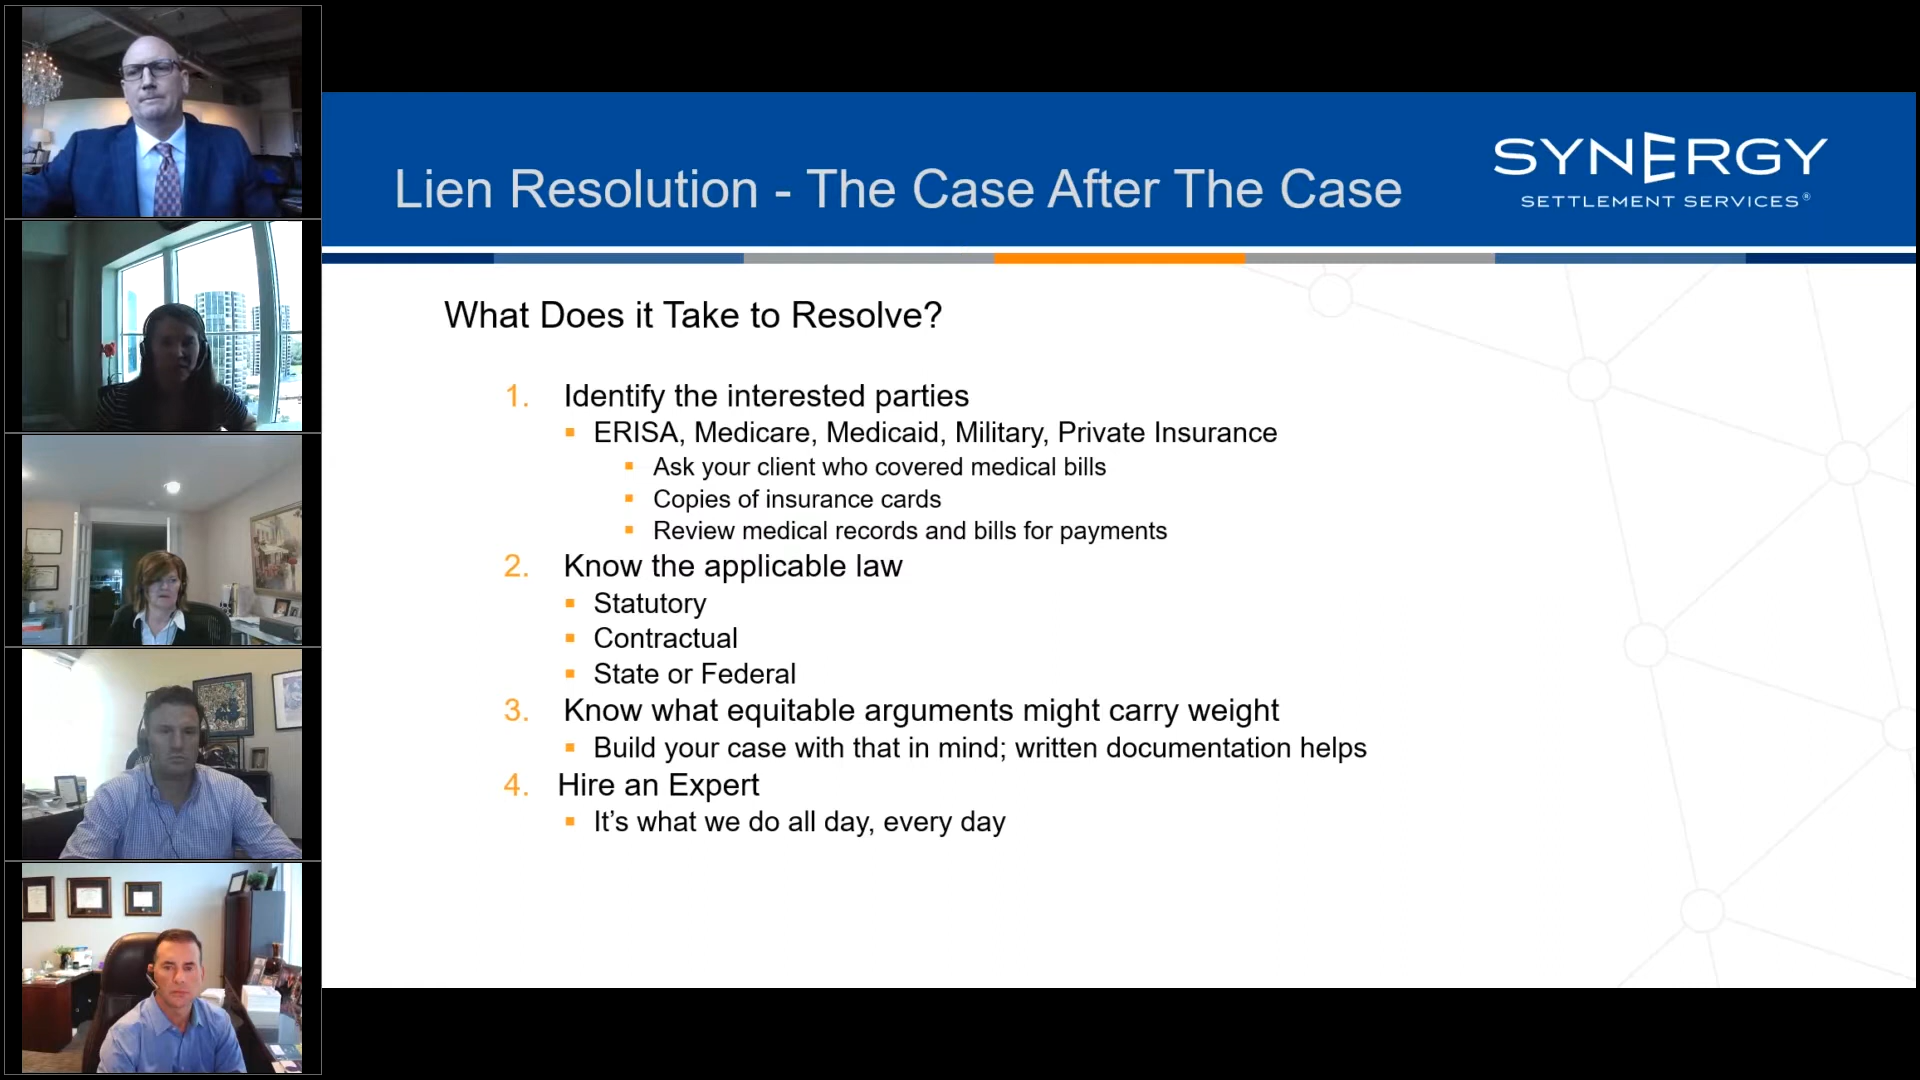 Lien Resolution - The Case After The Case
SYNERGY
SETTLEMENT SERVICES®
What Does it Take to Resolve?
1. Identify the interested parties
▪ ERISA, Medicare, Medicaid, Military, Private Insurance
▪ Ask your client who covered medical bills
▪ Copies of insurance cards
▪ Review medical records and bills for payments
2. Know the applicable law
▪ Statutory
▪ Contractual
▪ State or Federal
3. Know what equitable arguments might carry weight
▪ Build your case with that in mind; written documentation helps
4. Hire an Expert
▪ It’s what we do all day, every day